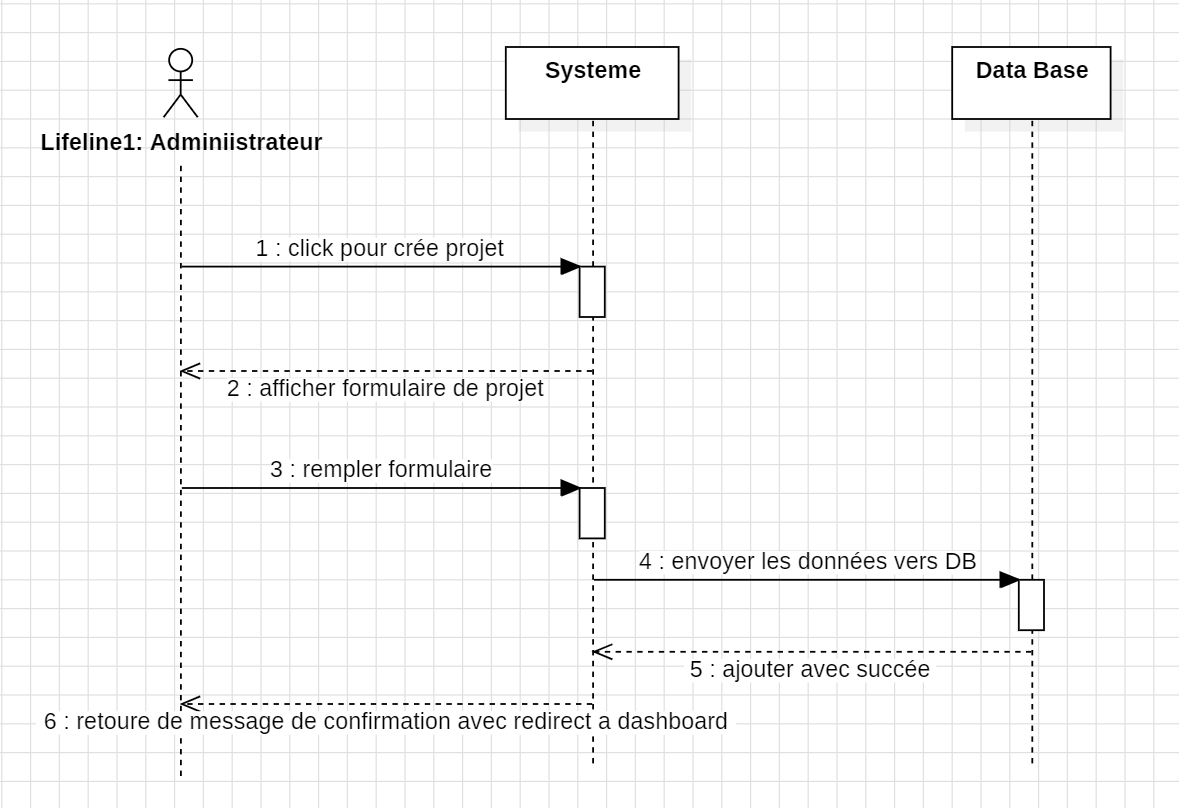 Systeme
Data Base
Lifeline1: Adminiistrateur
1 : click pour crée projet
2 : afficher formulaire de projet
3 : rempler formulaire
4 : envoyer les données vers DB
5 : ajouter avec succée
6 : retoure de message de confirmation avec redirect a dashboard